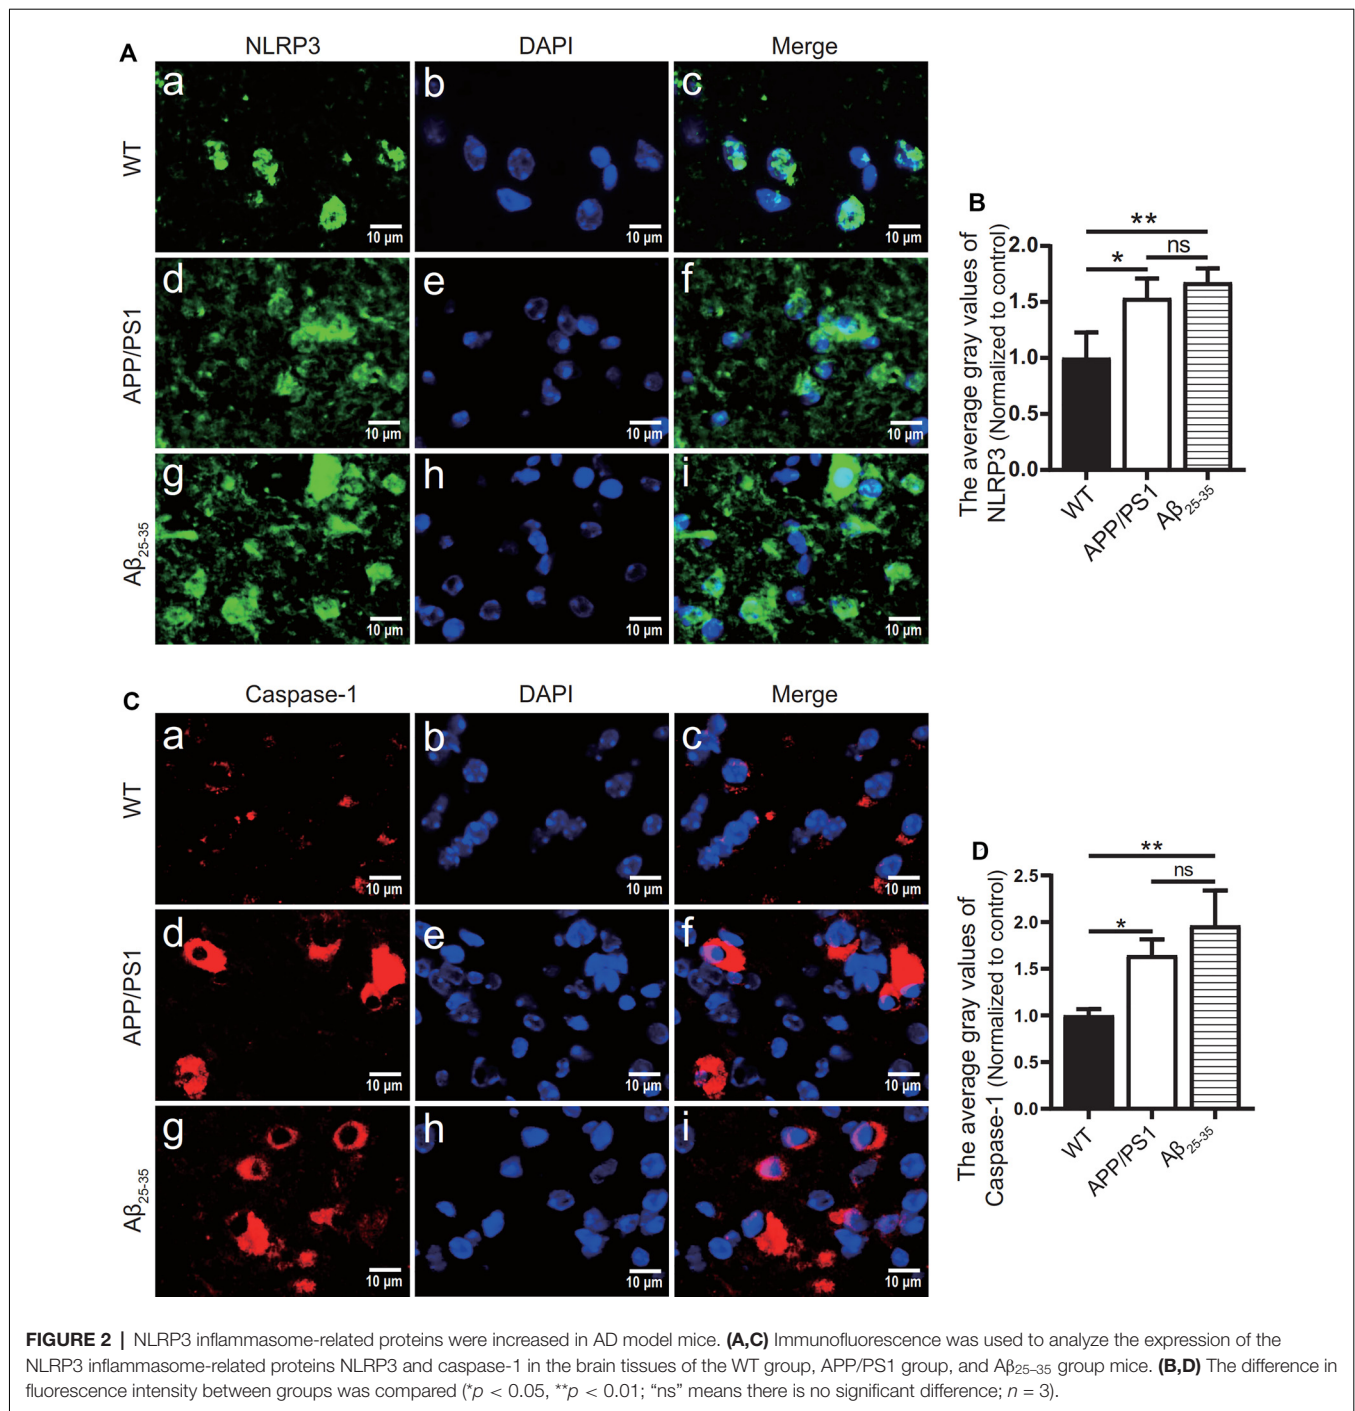 A
NLRP3 DAPI Merge
WT
a b c
10 µm 10 µm 10 µm
APP/PS1
d e f
10 µm 10 µm 10 µm
Aβ25-35
g h i
10 µm 10 µm 10 µm
B
The average gray values of
NLRP3 (Normalized to control)
** 
* ns
2.0
1.5
1.0
0.5
0.0
WT APP/PS1 Aβ25-35
C
Caspase-1 DAPI Merge
WT
a b c
10 µm 10 µm 10 µm
APP/PS1
d e f
10 µm 10 µm 10 µm
Aβ25-35
g h i
10 µm 10 µm 10 µm
D
The average gray values of
Caspase-1 (Normalized to control)
**
ns
*
2.5
2.0
1.5
1.0
0.5
0.0
WT APP/PS1 Aβ25-35
FIGURE 2 | NLRP3 inflammasome-related proteins were increased in AD model mice. (A,C) Immunofluorescence was used to analyze the expression of the
NLRP3 inflammasome-related proteins NLRP3 and caspase-1 in the brain tissues of the WT group, APP/PS1 group, and Aβ25–35 group mice. (B,D) The difference in
fluorescence intensity between groups was compared (*p < 0.05, **p < 0.01; “ns” means there is no significant difference; n = 3).